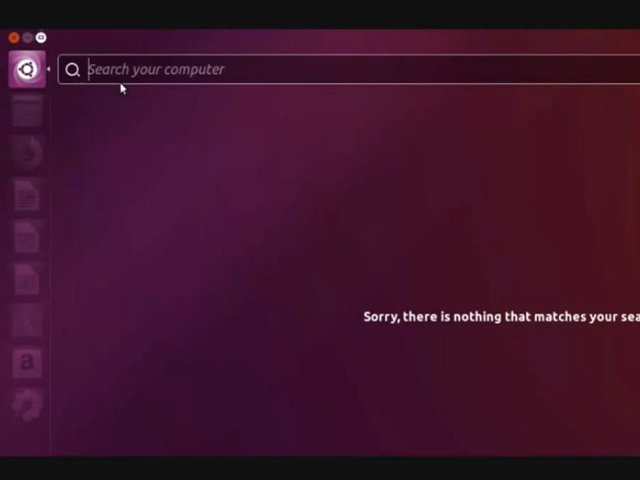 Search your computer
Sorry, there is nothing that matches your sea
a